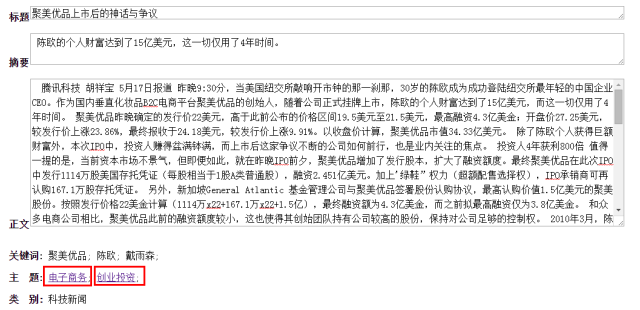 标题 聚美优品上市后的神话与争议
摘要 陈欧的个人财富达到了15亿美元，这一切仅用了4年时间。
正文
腾讯科技 胡祥宝 5月17日报道 昨晚9:30分，当美国纽交所敲响开市钟的那一刹那，30岁的陈欧成为成功登陆纽交所最年轻的中国企业
CEO。作为国内垂直化妆品B2C电商平台聚美优品的创始人，随着公司正式挂牌上市，陈欧的个人财富达到了15亿美元，而这一切仅用了4
年时间。 聚美优品昨晚确定的发行价22美元，高于此前公布的价格区间19.5美元至21.5美元，最高融资4.3亿美金；开盘价27.25美元，
较发行价上涨23.86%，最终报收于24.18美元，较发行价上涨9.91%。以收盘价计算，聚美优品市值34.33亿美元。 除了陈欧个人获得巨额
财富外，本次IPO中，投资人赚得盆满钵满，而上市后这家争议不断的公司如何前行，也是业内关注的焦点。 投资人4年获利800倍 值得
一提的是，当前资本市场不景气，但即便如此，就在昨晚IPO前夕，聚美优品增加了发行股本，扩大了融资额度。最终聚美优品在此次IPO
中发行1114万股美国存托凭证（每股相当于1股A类普通股），融资2.451亿美元。加上'绿鞋”权力（超额配售选择权），IPO承销商可再
认购167.1万股存托凭证。 另外，新加坡General Atlantic 基金管理公司与聚美优品签署股份认购协议，最高认购价值1.5亿美元的聚美
股份。按照发行价格22美金计算（1114万x22+167.1万x22+1.5亿），最终融资额为4.3亿美金，而之前拟最高融资仅为3.8亿美金。 和众
多电商公司相比，聚美优品此前的融资额度较小，这也使得其创始团队持有公司较高的股份，保持对公司足够的控制权。 2010年3月，陈
关键词: 聚美优品; 陈欧; 戴雨森;
主 题: 电子商务; 创业投资;
类 别: 科技新闻